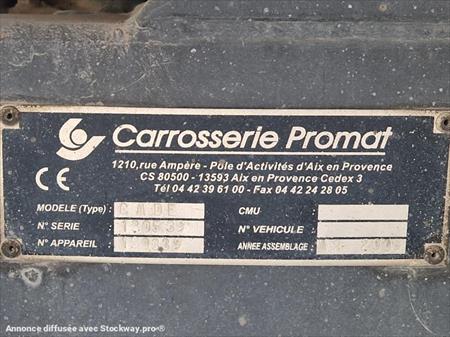 Carrosserie Promat
1210, rue Ampère - Pole d'Activités d'Aix en Provence
CS 80500 - 13593 Aix en Provence Cedex 3
Tél 04 42 39 61 00 - Fax 04 42 24 28 05
CE
MODELE (Type) : CMU :
N° SERIE : N° VEHICULE :
N° APPAREIL : ANNEE ASSEMBLAGE :
Annonce diffusée avec Stockway.pro®